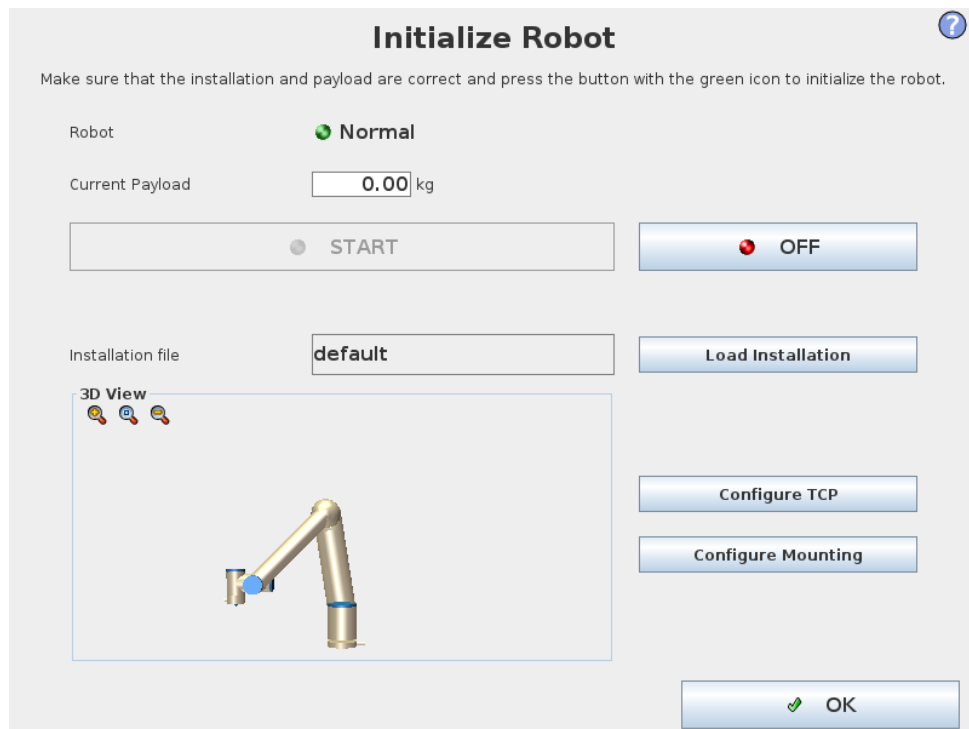 Initialize Robot
?
Make sure that the installation and payload are correct and press the button with the green icon to initialize the robot.
Robot Normal
Current Payload 0.00 kg
START OFF
Installation file default Load Installation
3D View
Configure TCP
Configure Mounting
OK